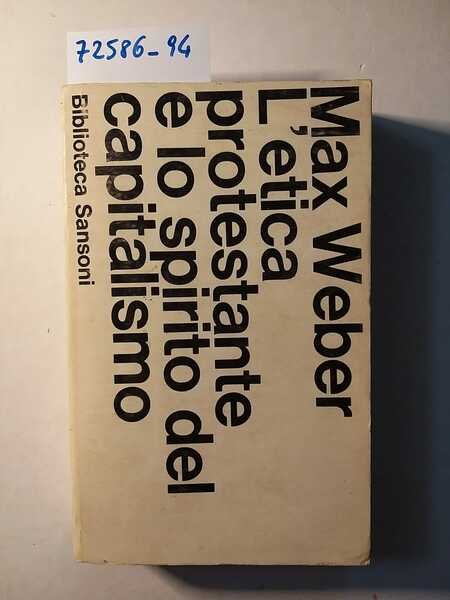 72586-94
Max Weber
L'etica
protestante
e lo spirito del
capitalismo
Biblioteca Sansoni